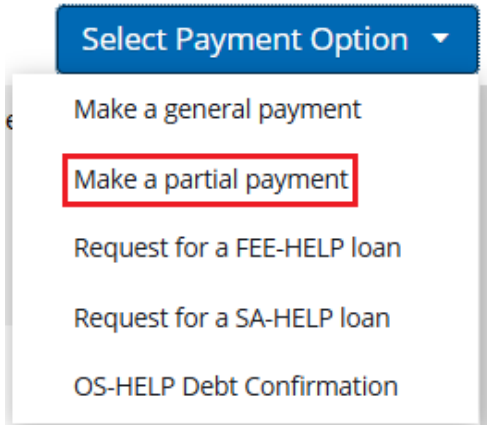 Select Payment Option
Make a general payment
Make a partial payment
Request for a FEE-HELP loan
Request for a SA-HELP loan
OS-HELP Debt Confirmation